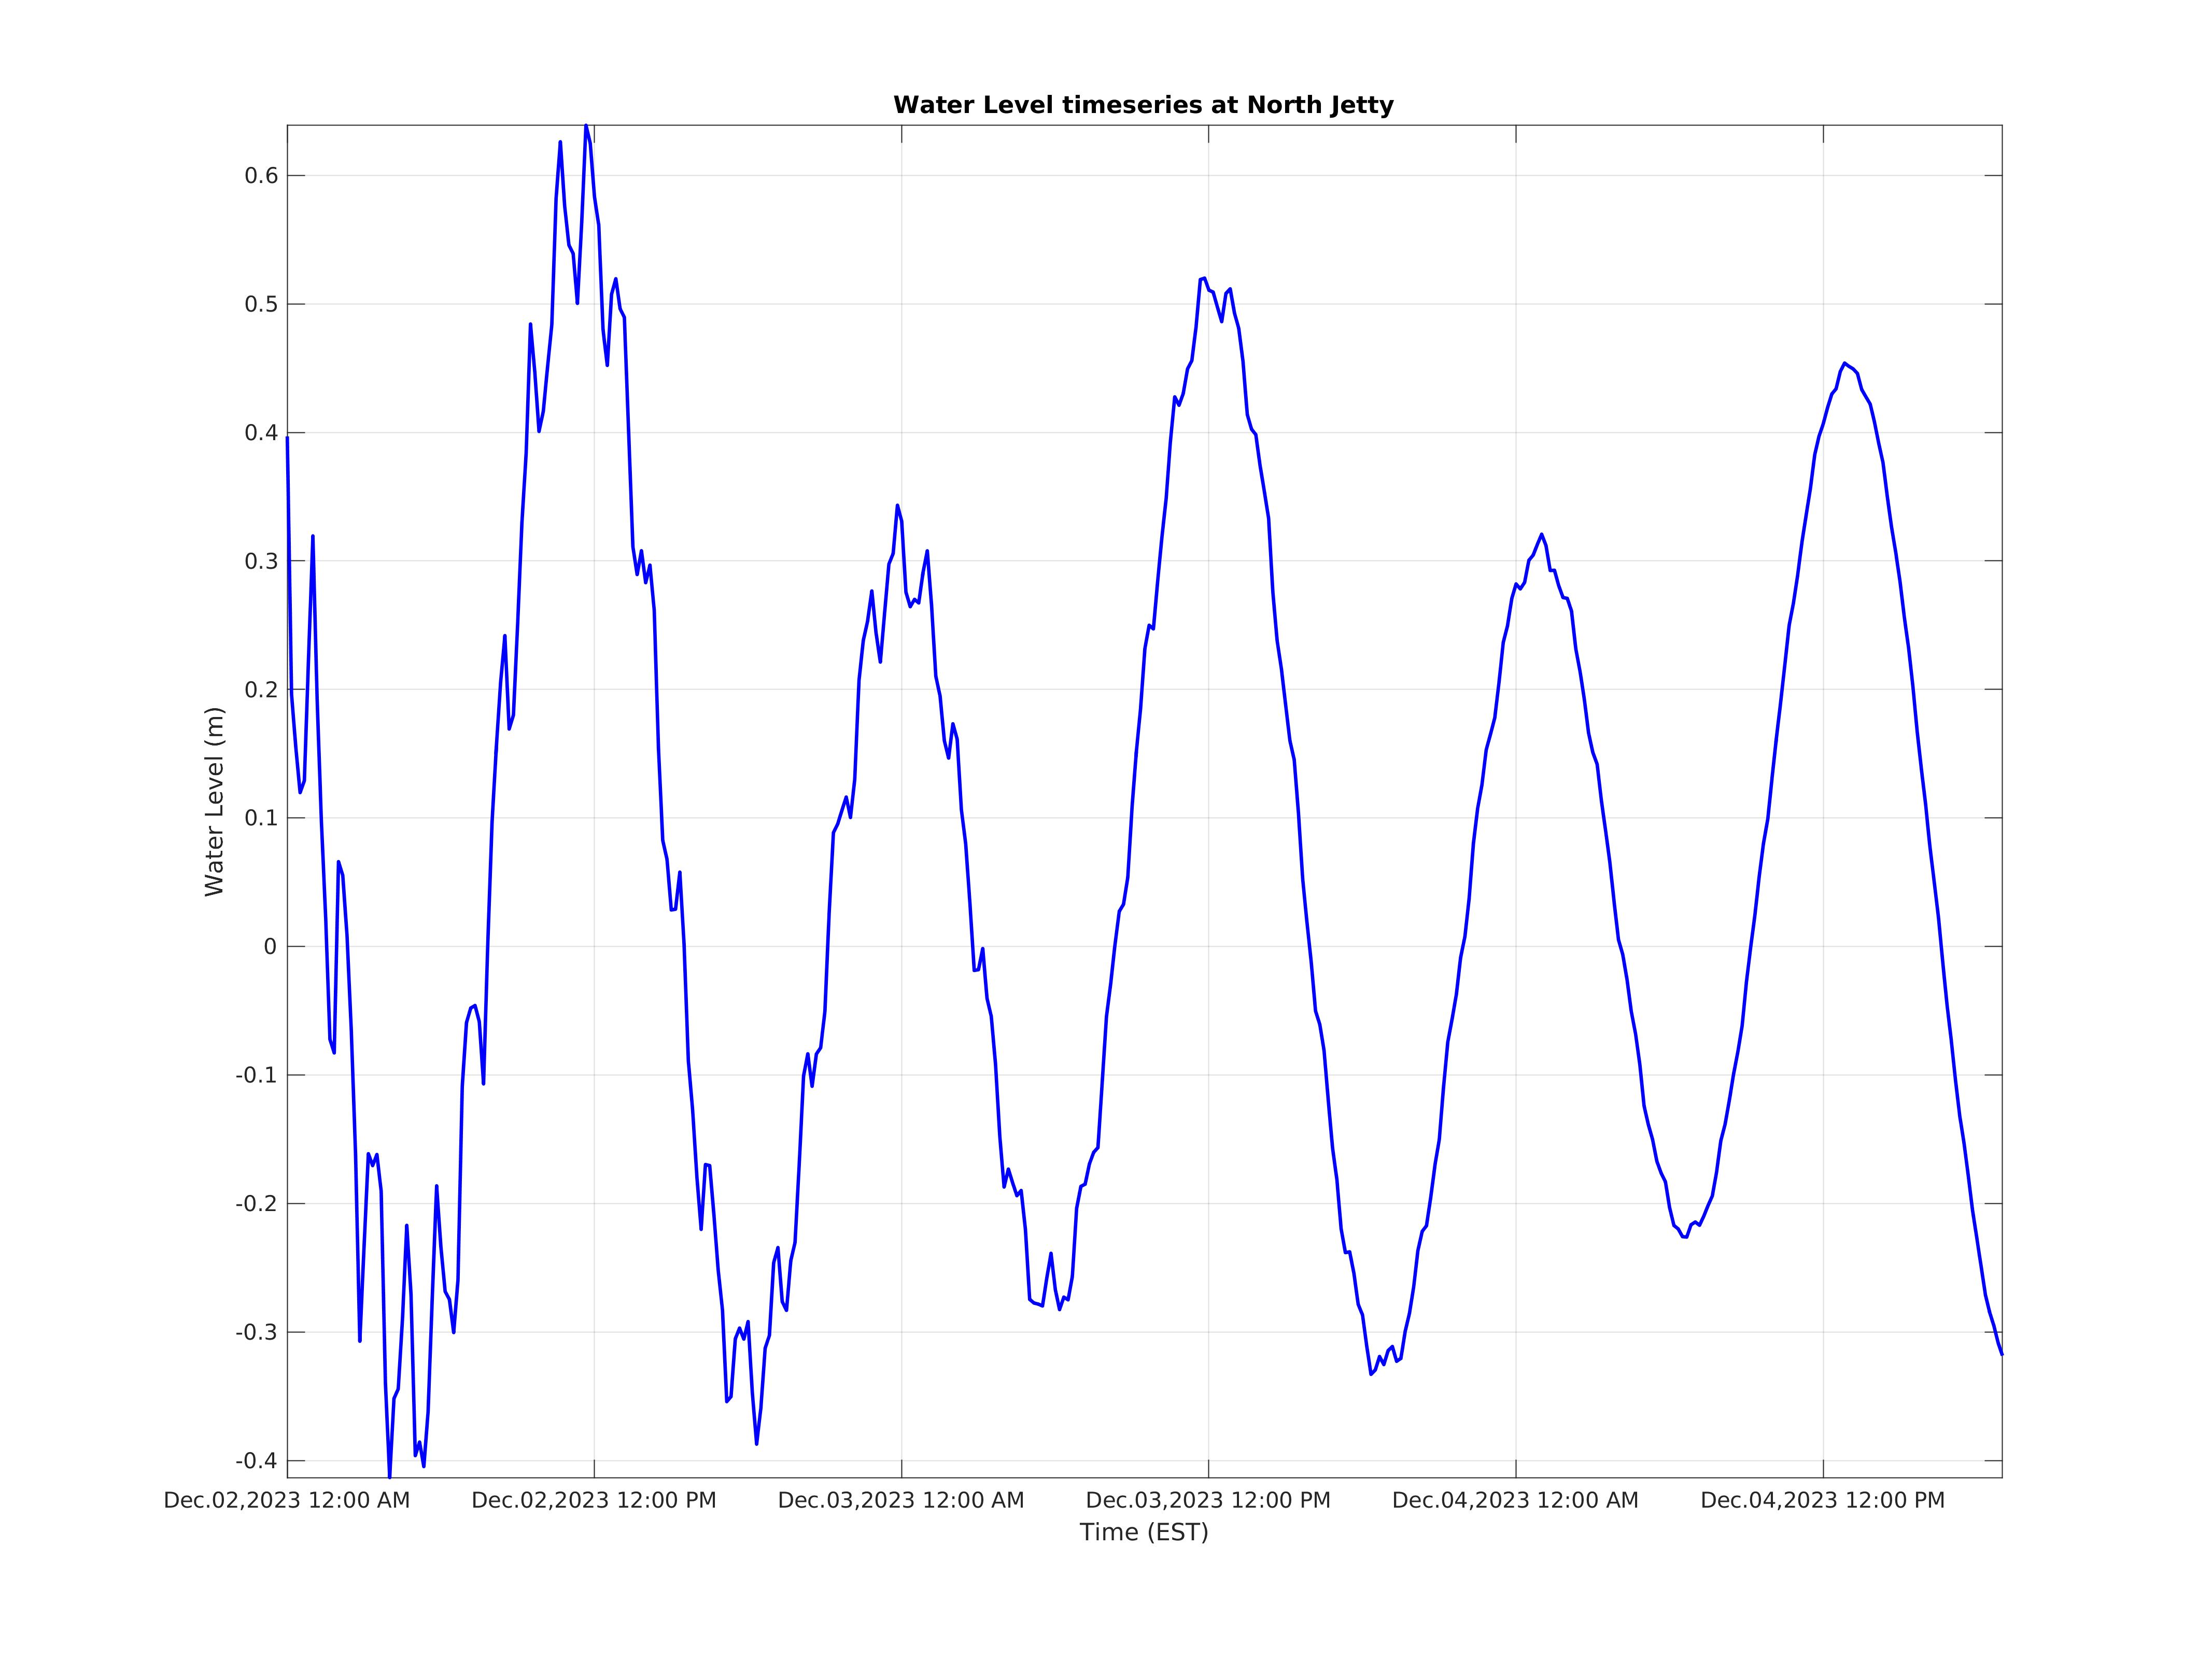 Water Level timeseries at North Jetty
0.6
0.5
0.4
0.3
0.2
0.1
0
-0.1
-0.2
-0.3
-0.4
Water Level (m)
Dec.02,2023 12:00 AM Dec.02,2023 12:00 PM Dec.03,2023 12:00 AM Dec.03,2023 12:00 PM Dec.04,2023 12:00 AM Dec.04,2023 12:00 PM
Time (EST)